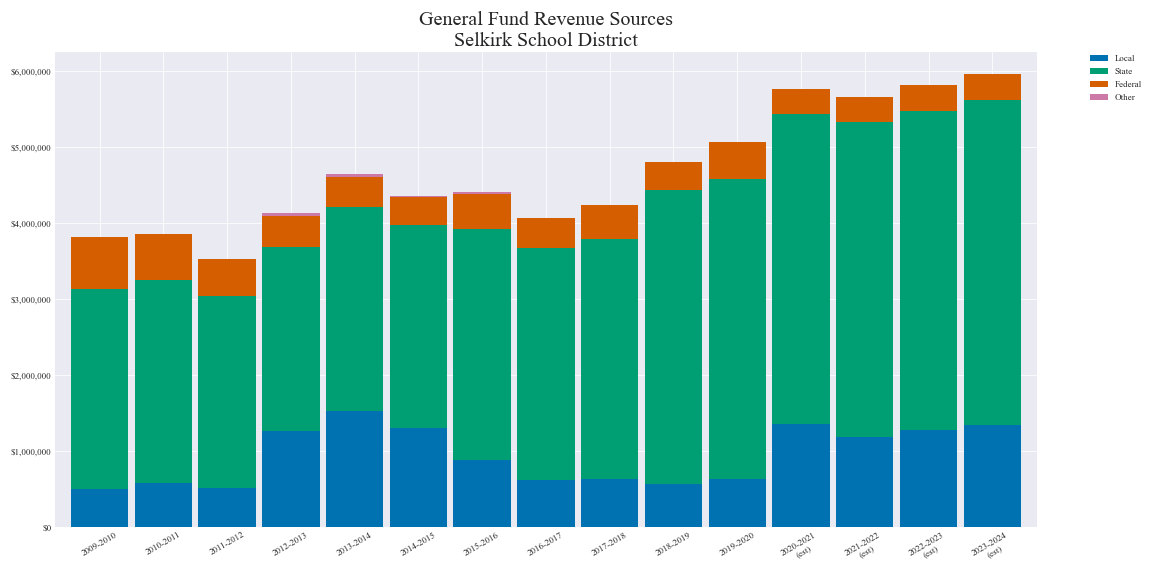 General Fund Revenue Sources
Selkirk School District
Local
State
Federal
Other
$6,000,000
$5,000,000
$4,000,000
$3,000,000
$2,000,000
$1,000,000
$0
2009-2010
2010-2011
2011-2012
2012-2013
2013-2014
2014-2015
2015-2016
2016-2017
2017-2018
2018-2019
2019-2020
2020-2021
(est)
2021-2022
(est)
2022-2023
(est)
2023-2024
(est)